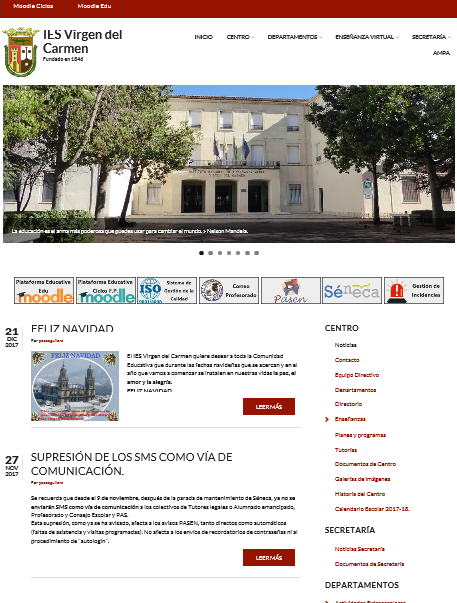 Moodle Ciclos Moodle Edu
IES Virgen del
Carmen
Fundado en 1846
INICIO CENTRO DEPARTAMENTOS ENSEÑANZA VIRTUAL SECRETARÍA
AMPA
La educación es el arma más poderosa que puedes usar para cambiar el mundo. > Nelson Mandela.
Plataforma Educativa
Edu
moodle
Plataforma Educativa
Ciclos F.P.
moodle
ISO
Sistema de
Gestión de la
Calidad
Correo
Profesorado
Pasen
Séneca
Gestión de
Incidencias
21
DIC
2017
FELIZ NAVIDAD
Por
FELIZ NAVIDAD
El IES Virgen del Carmen quiere desear a toda la Comunidad
Educativa que durante las fechas navideñas que se acercan y en el
año que vamos a comenzar se instalen en nuestras vidas la paz, el
amor y la alegría.
FELIZ NAVIDAD
LEER MÁS
27
NOV
2017
SUPRESIÓN DE LOS SMS COMO VÍA DE
COMUNICACIÓN.
Por
Se recuerda que desde el 9 de noviembre, después de la parada de mantenimiento de Séneca, ya no se
enviarán SMS como vía de comunicación a los colectivos de Tutores legales o Alumnado emancipado,
Profesorado y Consejo Escolar y PAS.
Esta supresión, como ya se ha avisado, afecta a los avisos PASEN, tanto directos como automáticos
(faltas de asistencia y visitas programadas). No afecta a los envíos de recordatorios de contraseñas ni al
procedimiento de "autologin".
LEER MÁS
CENTRO
Noticias
Contacto
Equipo Directivo
Departamentos
Directorio
Enseñanzas
Planes y programas
Tutorías
Documentos de Centro
Galerías de Imágenes
Historia del Centro
Calendario Escolar 2017-18.
SECRETARÍA
Noticias Secretaría
Documentos de Secretaría
DEPARTAMENTOS
Actividades Extraescolares